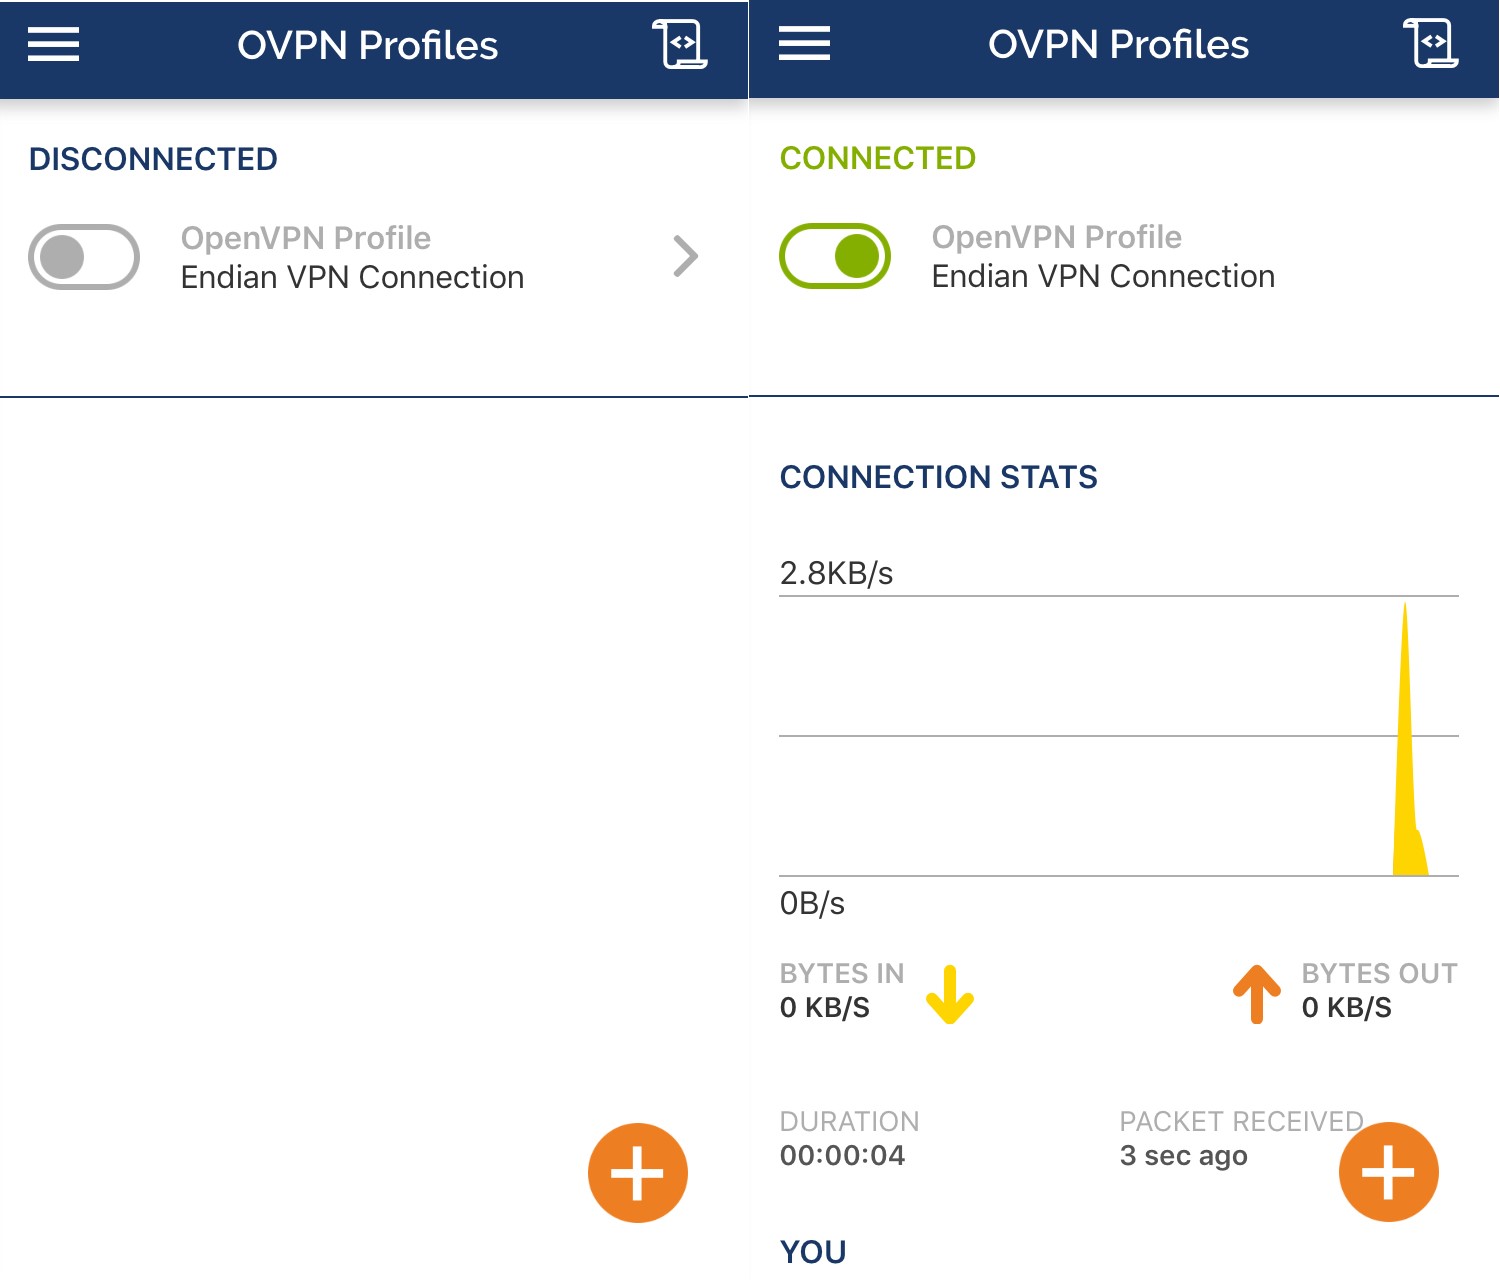 OVPN Profiles
DISCONNECTED
OpenVPN Profile
Endian VPN Connection
OVPN Profiles
CONNECTED
OpenVPN Profile
Endian VPN Connection
CONNECTION STATS
2.8KB/s
0B/s
BYTES IN
0 KB/S
BYTES OUT
0 KB/S
DURATION
00:00:04
PACKET RECEIVED
3 sec ago
YOU